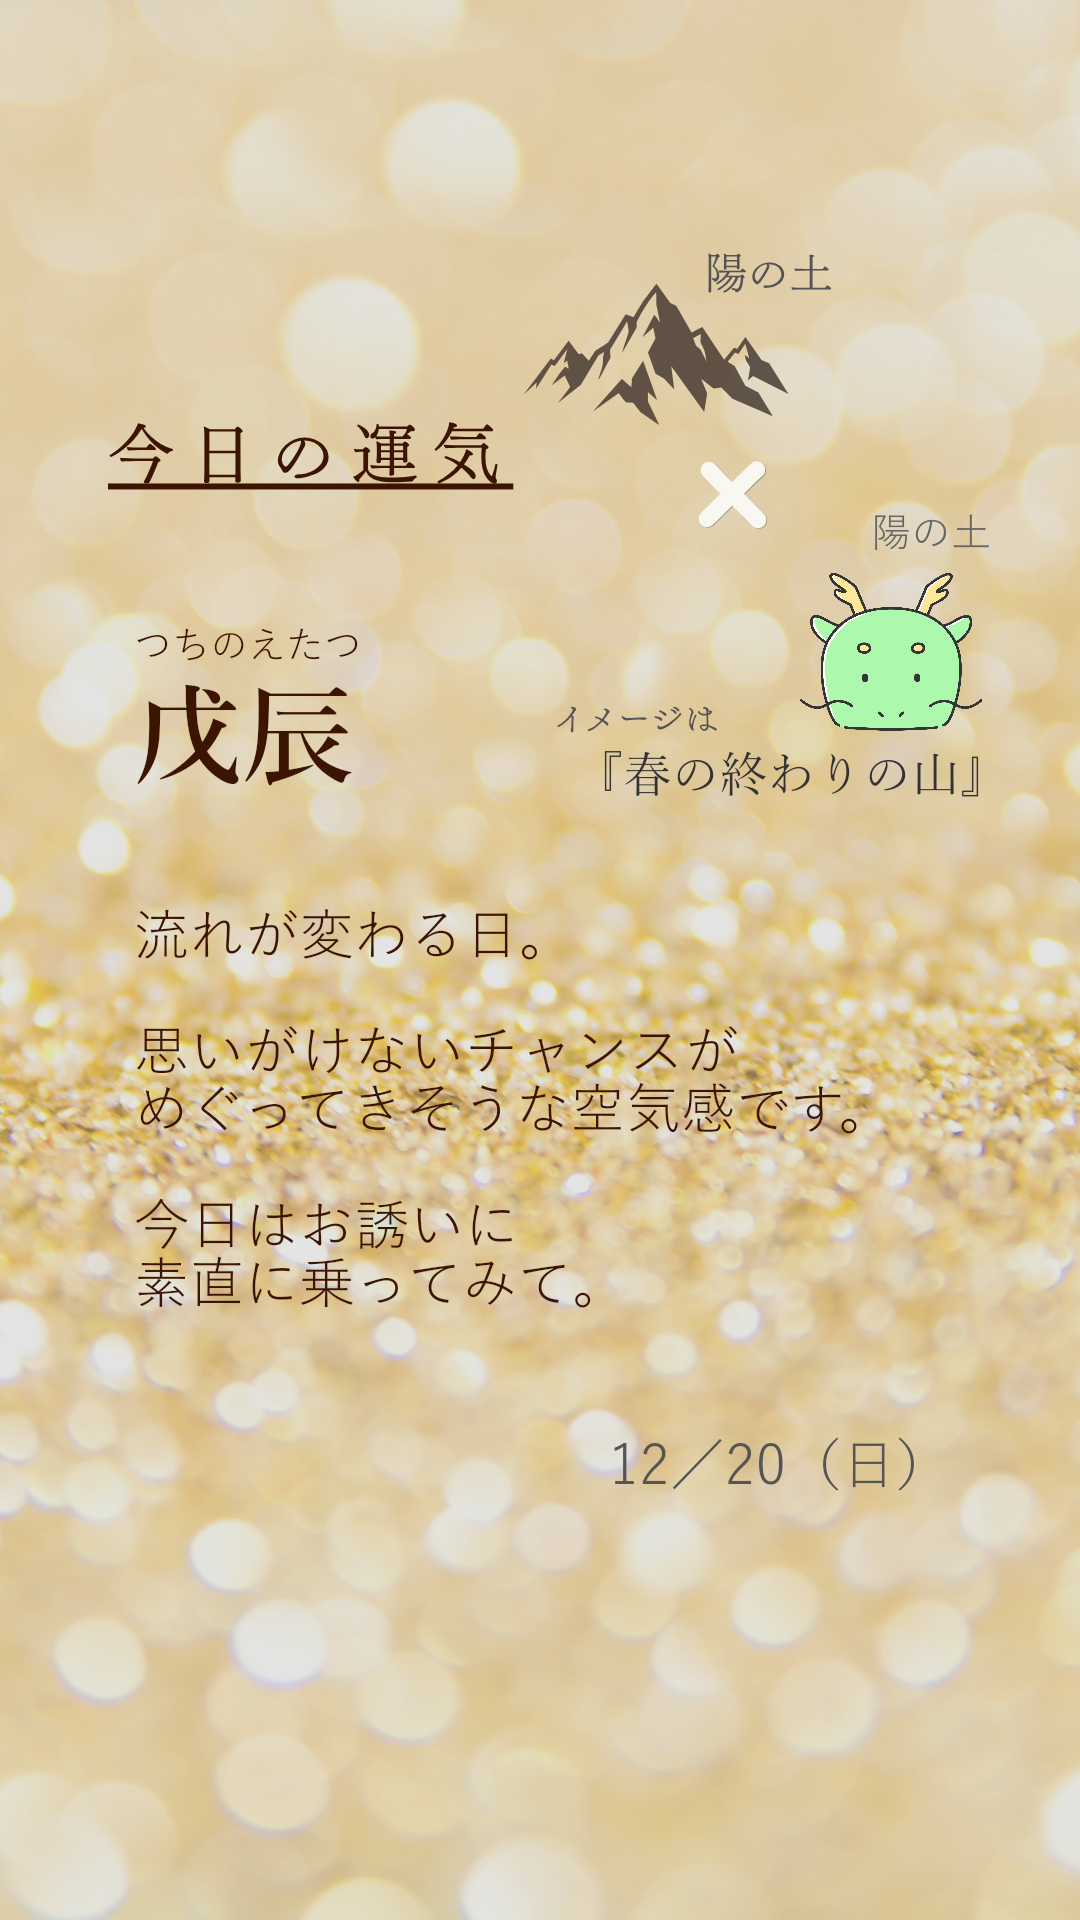 陽の土
今日の運気
陽の土
つちのえたつ
戊辰
イメージは
『春の終わりの山』
流れが変わる日。
思いがけないチャンスが
めぐってきそうな空気感です。
今日はお誘いに
素直に乗ってみて。
12／20（日）